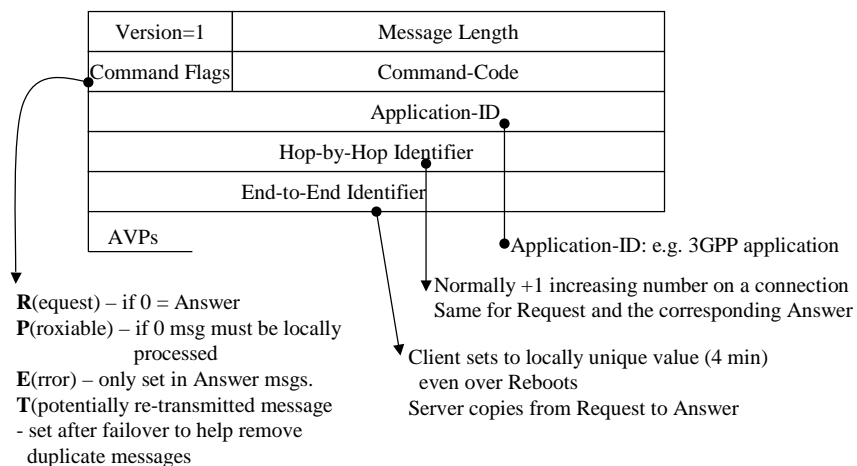 Version=1 Message Length
Command Flags Command-Code
Application-ID
Hop-by-Hop Identifier
End-to-End Identifier
AVPs
Application-ID: e.g. 3GPP application
Normally +1 increasing number on a connection
Same for Request and the corresponding Answer
R(equest) – if 0 = Answer
P(roxiable) – if 0 msg must be locally
processed
E(rror) – only set in Answer msgs.
T(potentially re-transmitted message
- set after failover to help remove
duplicate messages
Client sets to locally unique value (4 min)
even over Reboots
Server copies from Request to Answer